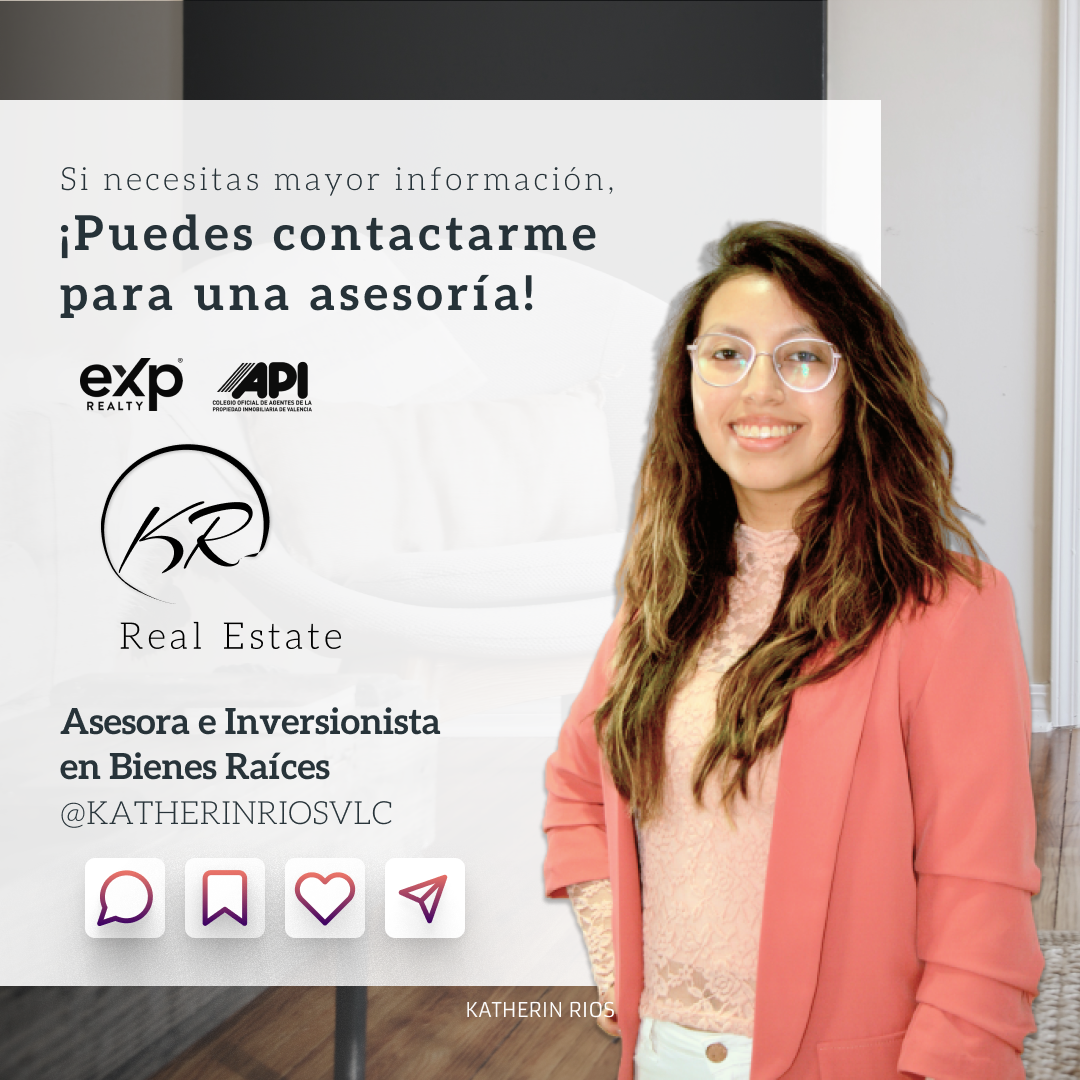 Si necesitas mayor información,
¡Puedes contactarme
para una asesoría!
eXp®
REALTY
API
COLEGIO OFICIAL DE AGENTES DE LA
PROPIEDAD INMOBILIARIA DE VALENCIA
KR
Real Estate
Asesora e Inversionista
en Bienes Raíces
@KATHERINRIOSVLC
KATHERIN RIOS